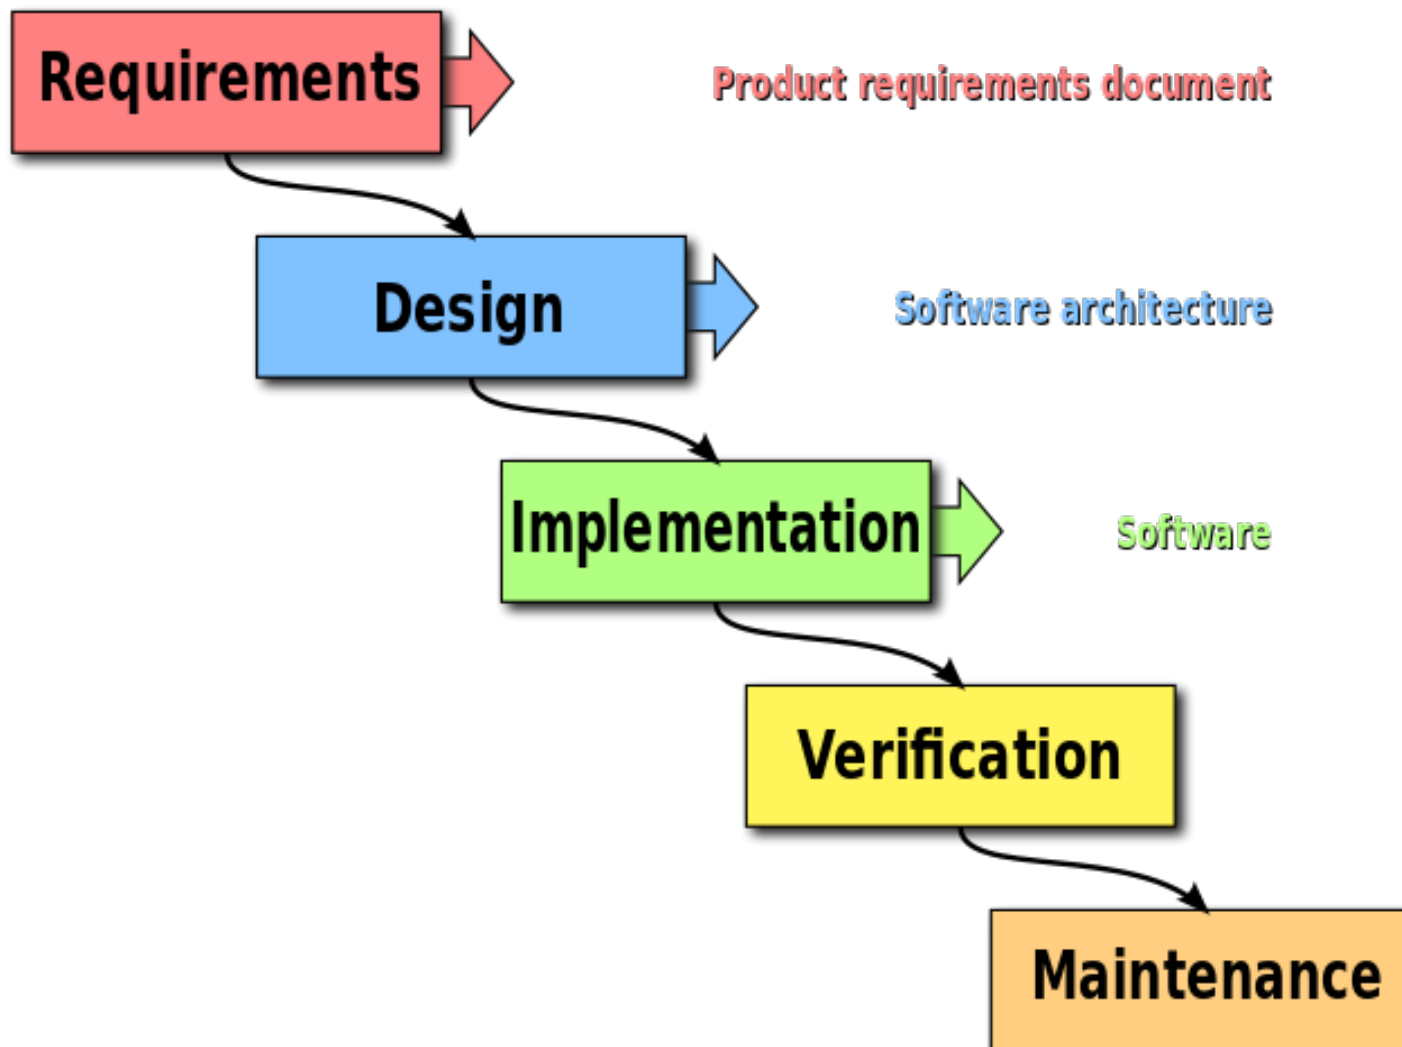 Requirements
Product requirements document
Design
Software architecture
Implementation
Software
Verification
Maintenance